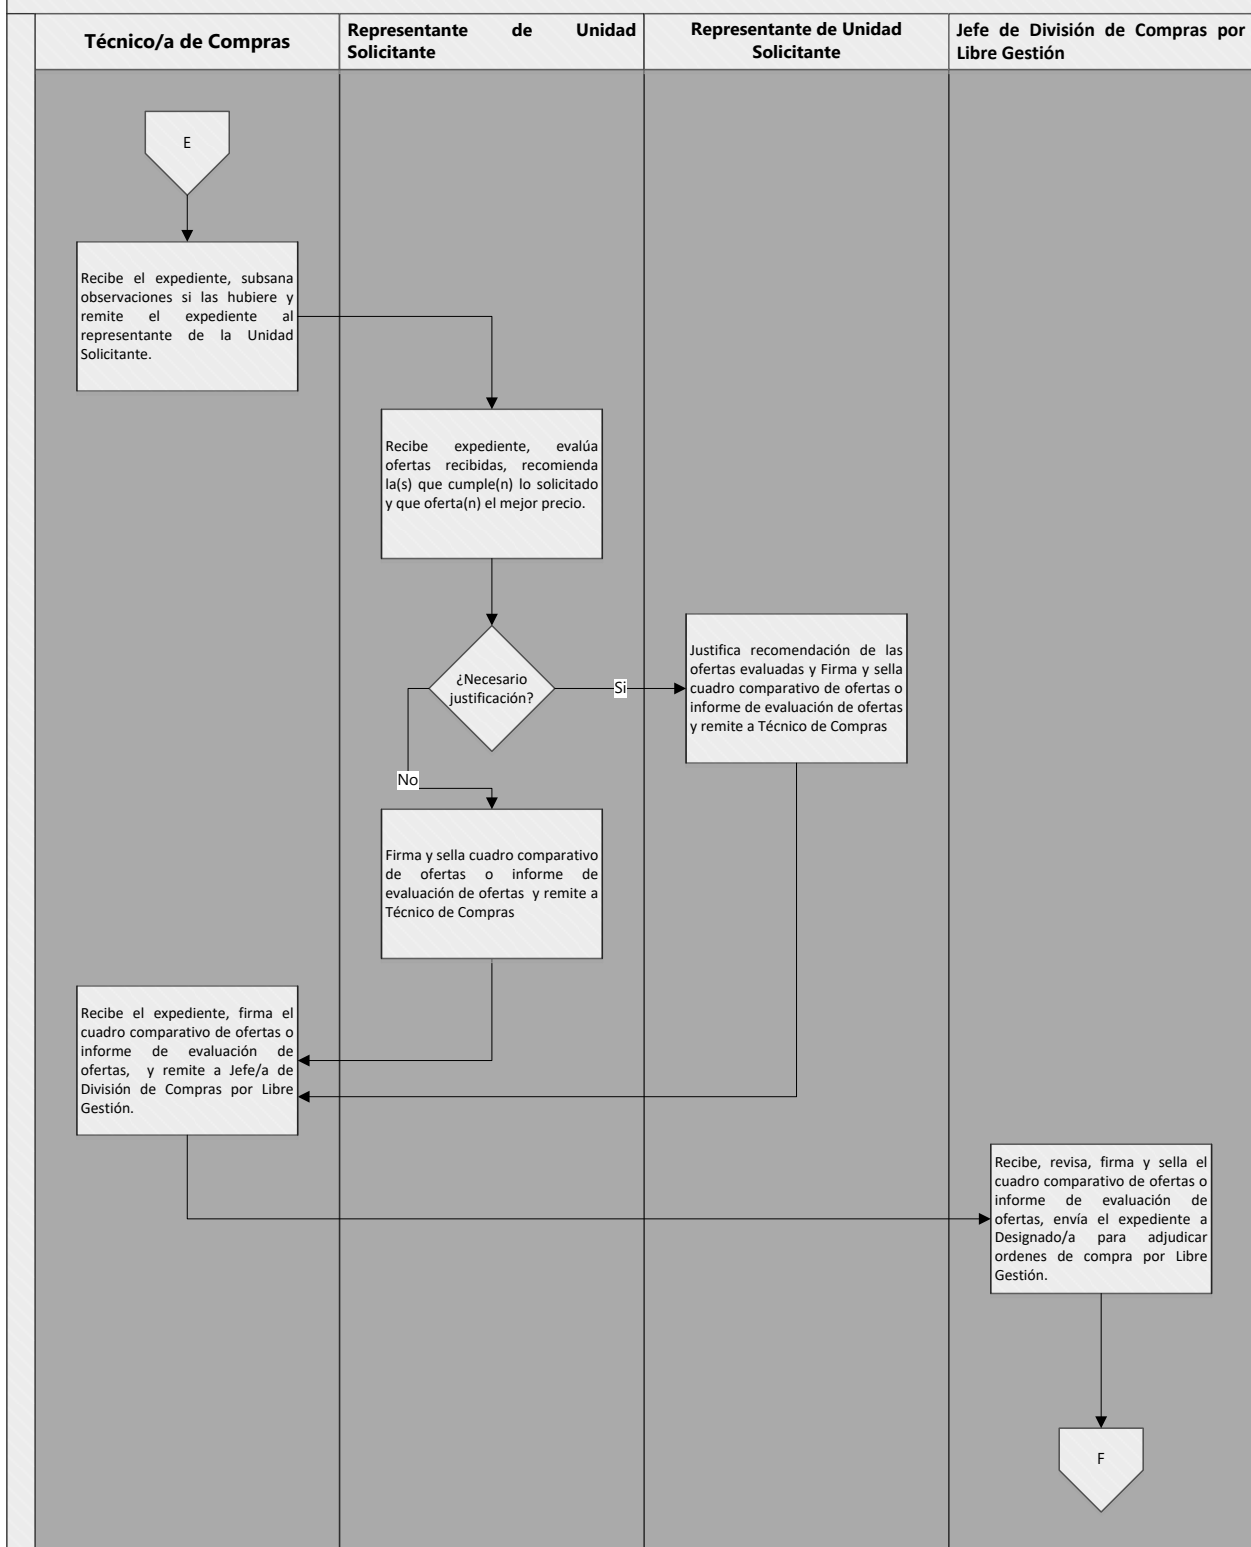 Técnico/a de Compras
Representante de Unidad
Solicitante
Representante de Unidad
Solicitante
Jefe de División de Compras por
Libre Gestión
E
Recibe el expediente, subsana
observaciones si las hubiere y
remite el expediente al
representante de la Unidad
Solicitante.
Recibe expediente, evalúa
ofertas recibidas, recomienda
la(s) que cumple(n) lo solicitado
y que oferta(n) el mejor precio.
¿Necesario
justificación?
Si
Justifica recomendación de las
ofertas evaluadas y Firma y sella
cuadro comparativo de ofertas o
informe de evaluación de ofertas
y remite a Técnico de Compras
No
Firma y sella cuadro comparativo
de ofertas o informe de
evaluación de ofertas y remite a
Técnico de Compras
Recibe el expediente, firma el
cuadro comparativo de ofertas o
informe de evaluación de
ofertas, y remite a Jefe/a de
División de Compras por Libre
Gestión.
Recibe, revisa, firma y sella el
cuadro comparativo de ofertas o
informe de evaluación de
ofertas, envía el expediente a
Designado/a para adjudicar
ordenes de compra por Libre
Gestión.
F